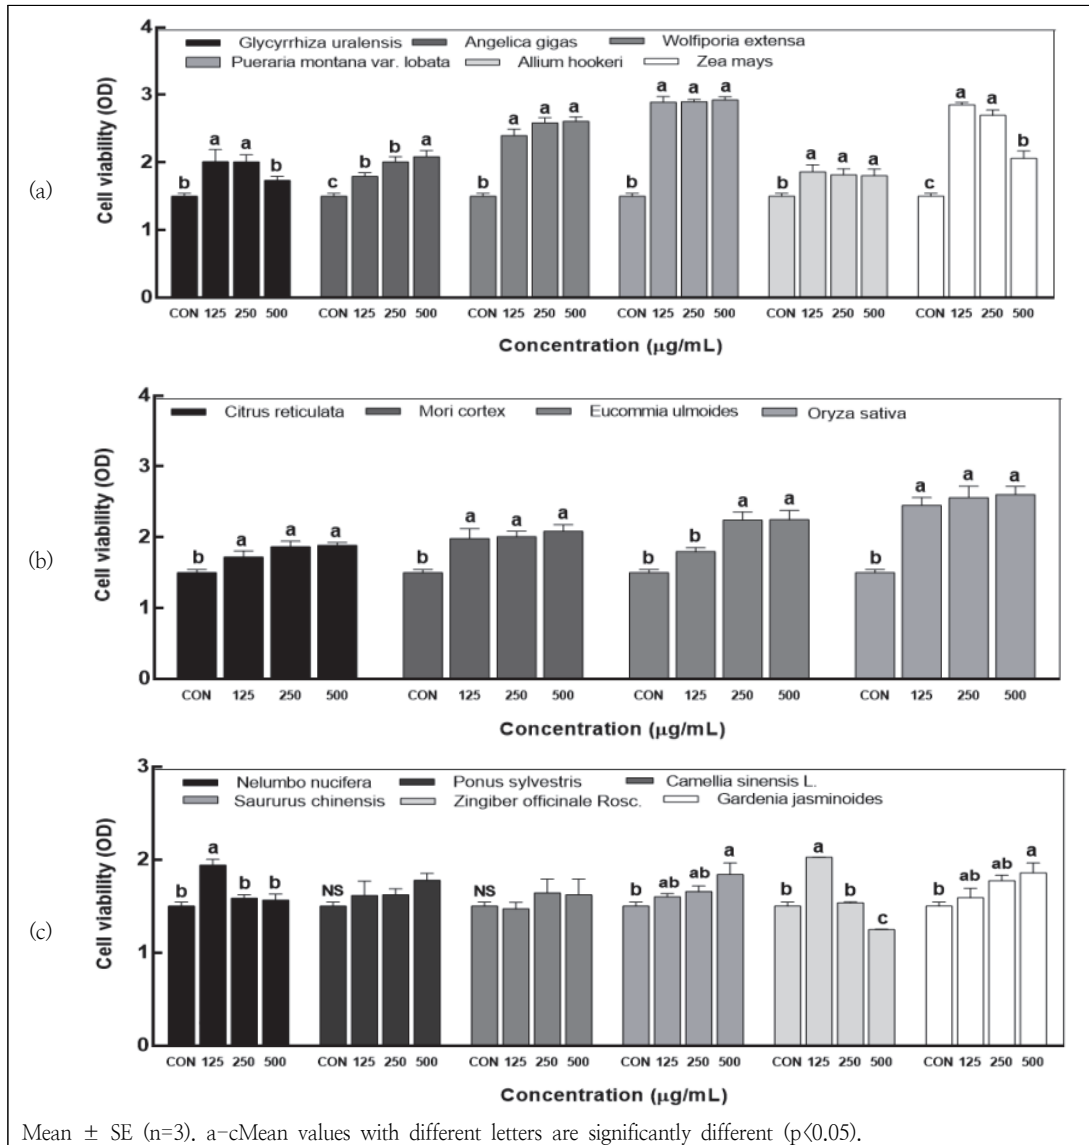 4
Glycyrrhiza uralensis Angelica gigas Wolfiporia extensa
Pueraria montana var. lobata Allium hookeri Zea mays
3
2
1
0
Cell viability (OD)
(a)
b a a b c b b a b a a a b a a a b a a a c a a b
CON 125 250 500 CON 125 250 500 CON 125 250 500 CON 125 250 500 CON 125 250 500 CON 125 250 500
Concentration (μg/mL)
4
Citrus reticulata Mori cortex Eucommia ulmoides Oryza sativa
3
2
1
0
Cell viability (OD)
(b)
b a a a b a a a b b a a b a a a
CON 125 250 500 CON 125 250 500 CON 125 250 500 CON 125 250 500
Concentration (μg/mL)
3
Nelumbo nucifera Ponus sylvestris Camellia sinensis L.
Saururus chinensis Zingiber officinale Rosc. Gardenia jasminoides
2
1
0
Cell viability (OD)
(c)
b a b b NS NS b ab ab a b a b c b ab ab a
CON 125 250 500 CON 125 250 500 CON 125 250 500 CON 125 250 500 CON 125 250 500 CON 125 250 500
Concentration (μg/mL)
Mean ± SE (n=3). a-cMean values with different letters are significantly different (p<0.05).